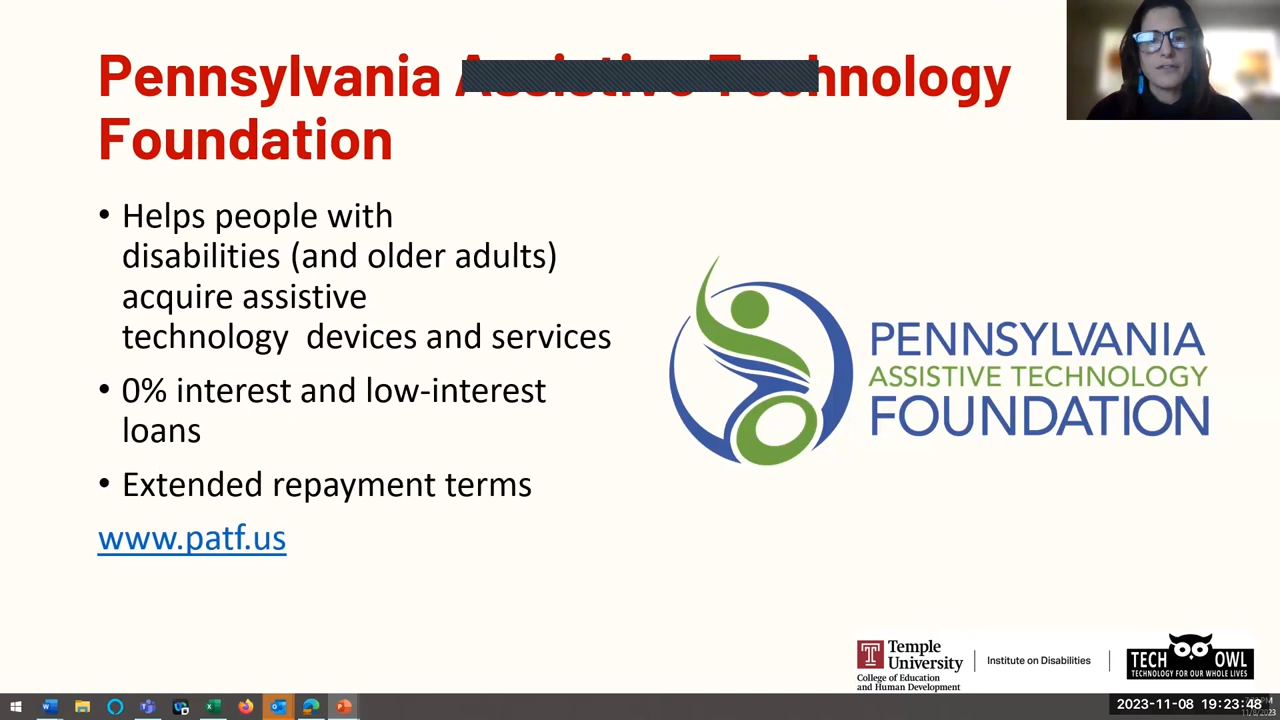 Pennsylvania Assistive Technology
Foundation
• Helps people with
disabilities (and older adults)
acquire assistive
technology devices and services
• 0% interest and low-interest
loans
• Extended repayment terms
www.patf.us
PENNSYLVANIA
ASSISTIVE TECHNOLOGY
FOUNDATION
Temple
University
College of Education
and Human Development
Institute on Disabilities
TECH OWL
TECHNOLOGY FOR OUR WHOLE LIVES
2023-11-08 19:23:48